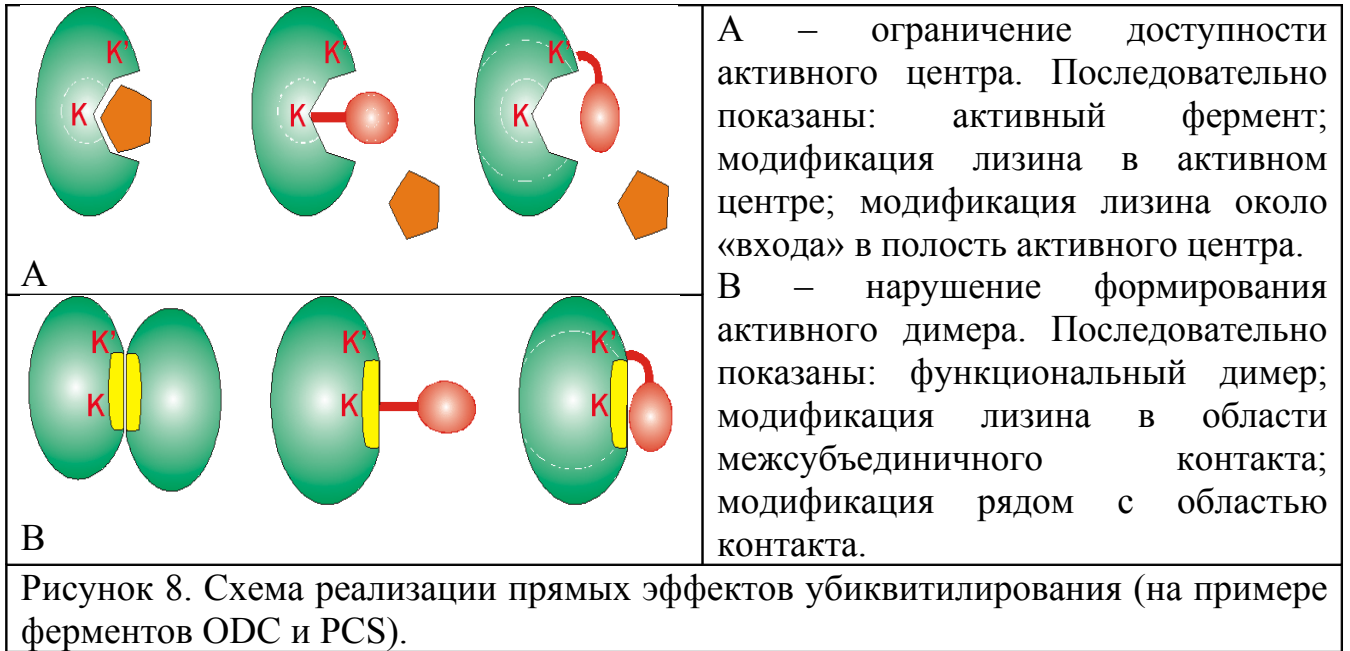 K'
K
K
K'
А
K'
K
K'
K
K'
K
В
А – ограничение доступности
активного центра. Последовательно
показаны: активный фермент;
модификация лизина в активном
центре; модификация лизина около
«входа» в полость активного центра.
В – нарушение формирования
активного димера. Последовательно
показаны: функциональный димер;
модификация лизина в области
межсубъединичного контакта;
модификация рядом с областью
контакта.
Рисунок 8. Схема реализации прямых эффектов убиквитилирования (на примере
ферментов ODC и PCS).